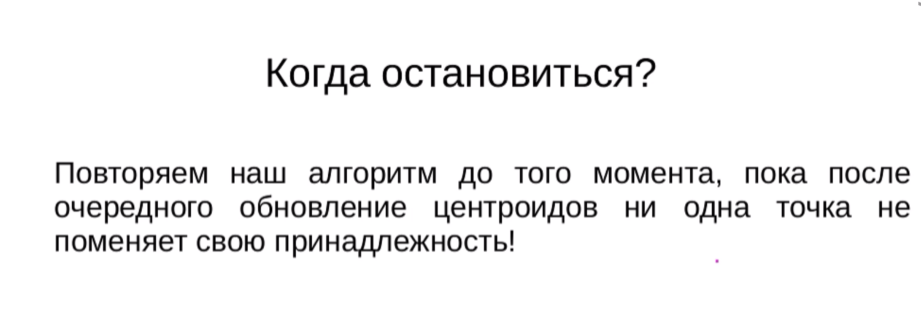 Когда остановиться?
Повторяем наш алгоритм до того момента, пока после
очередного обновление центроидов ни одна точка не
поменяет свою принадлежность!